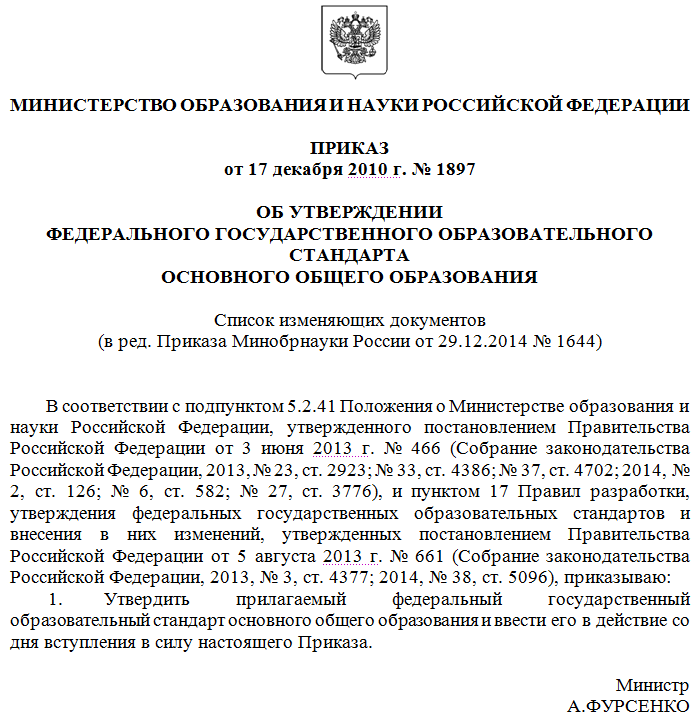 МИНИСТЕРСТВО ОБРАЗОВАНИЯ И НАУКИ РОССИЙСКОЙ ФЕДЕРАЦИИ
ПРИКАЗ
от 17 декабря 2010 г. № 1897
ОБ УТВЕРЖДЕНИИ
ФЕДЕРАЛЬНОГО ГОСУДАРСТВЕННОГО ОБРАЗОВАТЕЛЬНОГО
СТАНДАРТА
ОСНОВНОГО ОБЩЕГО ОБРАЗОВАНИЯ
Список изменяющих документов
(в ред. Приказа Минобрнауки России от 29.12.2014 № 1644)
В соответствии с подпунктом 5.2.41 Положения о Министерстве образования и
науки Российской Федерации, утвержденного постановлением Правительства
Российской Федерации от 3 июня 2013 г. № 466 (Собрание законодательства
Российской Федерации, 2013, № 23, ст. 2923; № 33, ст. 4386; № 37, ст. 4702; 2014, №
2, ст. 126; № 6, ст. 582; № 27, ст. 3776), и пунктом 17 Правил разработки,
утверждения федеральных государственных образовательных стандартов и
внесения в них изменений, утвержденных постановлением Правительства
Российской Федерации от 5 августа 2013 г. № 661 (Собрание законодательства
Российской Федерации, 2013, № 3, ст. 4377; 2014, № 38, ст. 5096), приказываю:
1. Утвердить прилагаемый федеральный государственный
образовательный стандарт основного общего образования и ввести его в действие со
дня вступления в силу настоящего Приказа.
Министр
А.ФУРСЕНКО